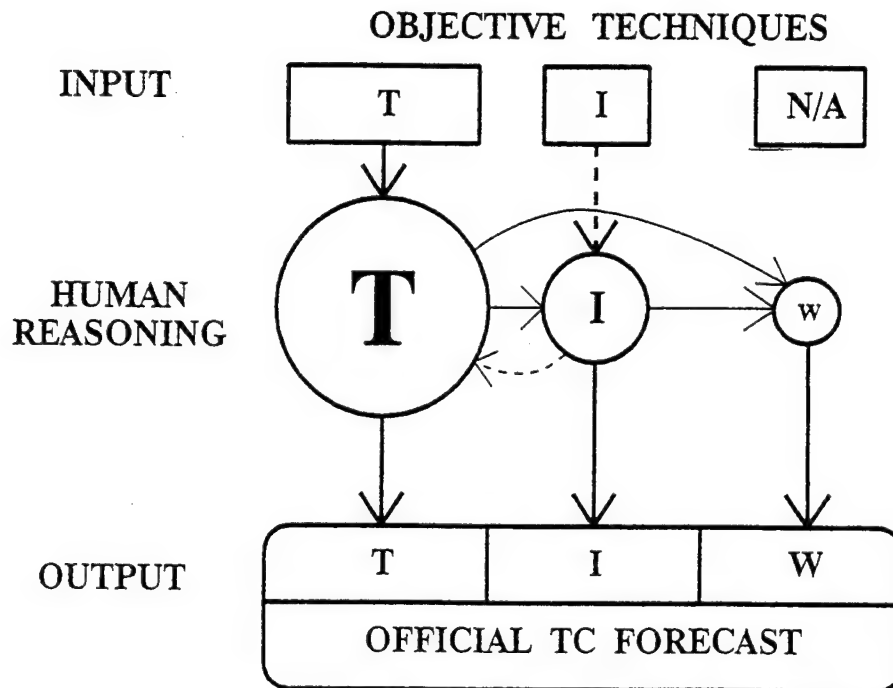 OBJECTIVE TECHNIQUES
INPUT
T I N/A
HUMAN
REASONING
T I w
OUTPUT
T I W
OFFICIAL TC FORECAST